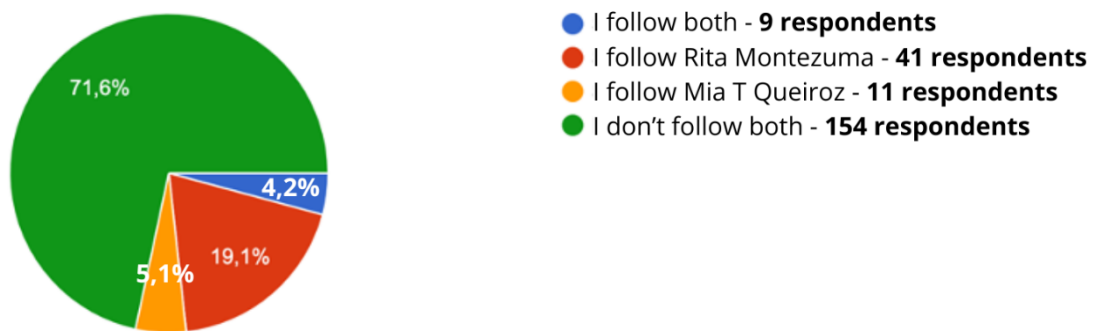 I follow both - 9 respondents
I follow Rita Montezuma - 41 respondents
I follow Mia T Queiroz - 11 respondents
I don’t follow both - 154 respondents
71,6%
4,2%
19,1%
5,1%